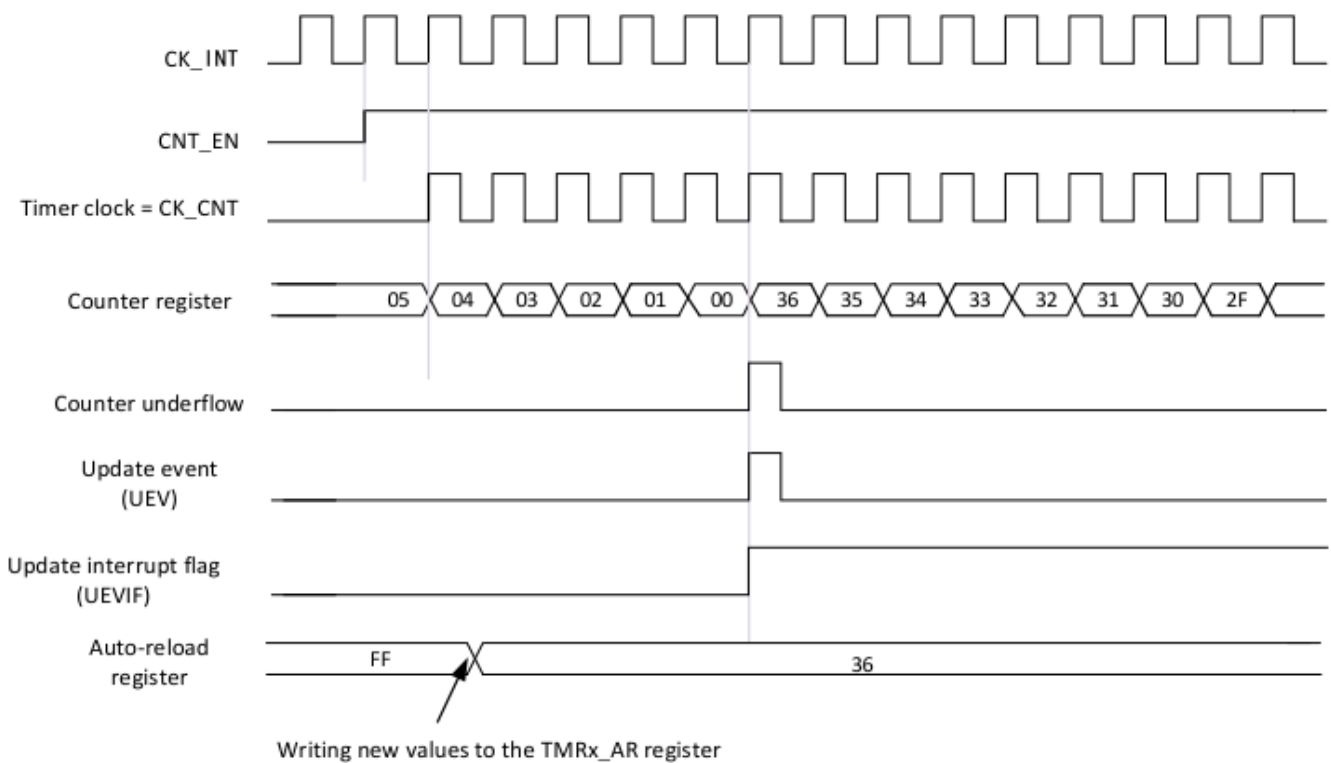 CK_INT
CNT_EN
Timer clock = CK_CNT
Counter register
05 04 03 02 01 00 36 35 34 33 32 31 30 2F
Counter underflow
Update event
(UEV)
Update interrupt flag
(UEVIF)
Auto-reload
register
FF
36
Writing new values to the TMRx_AR register